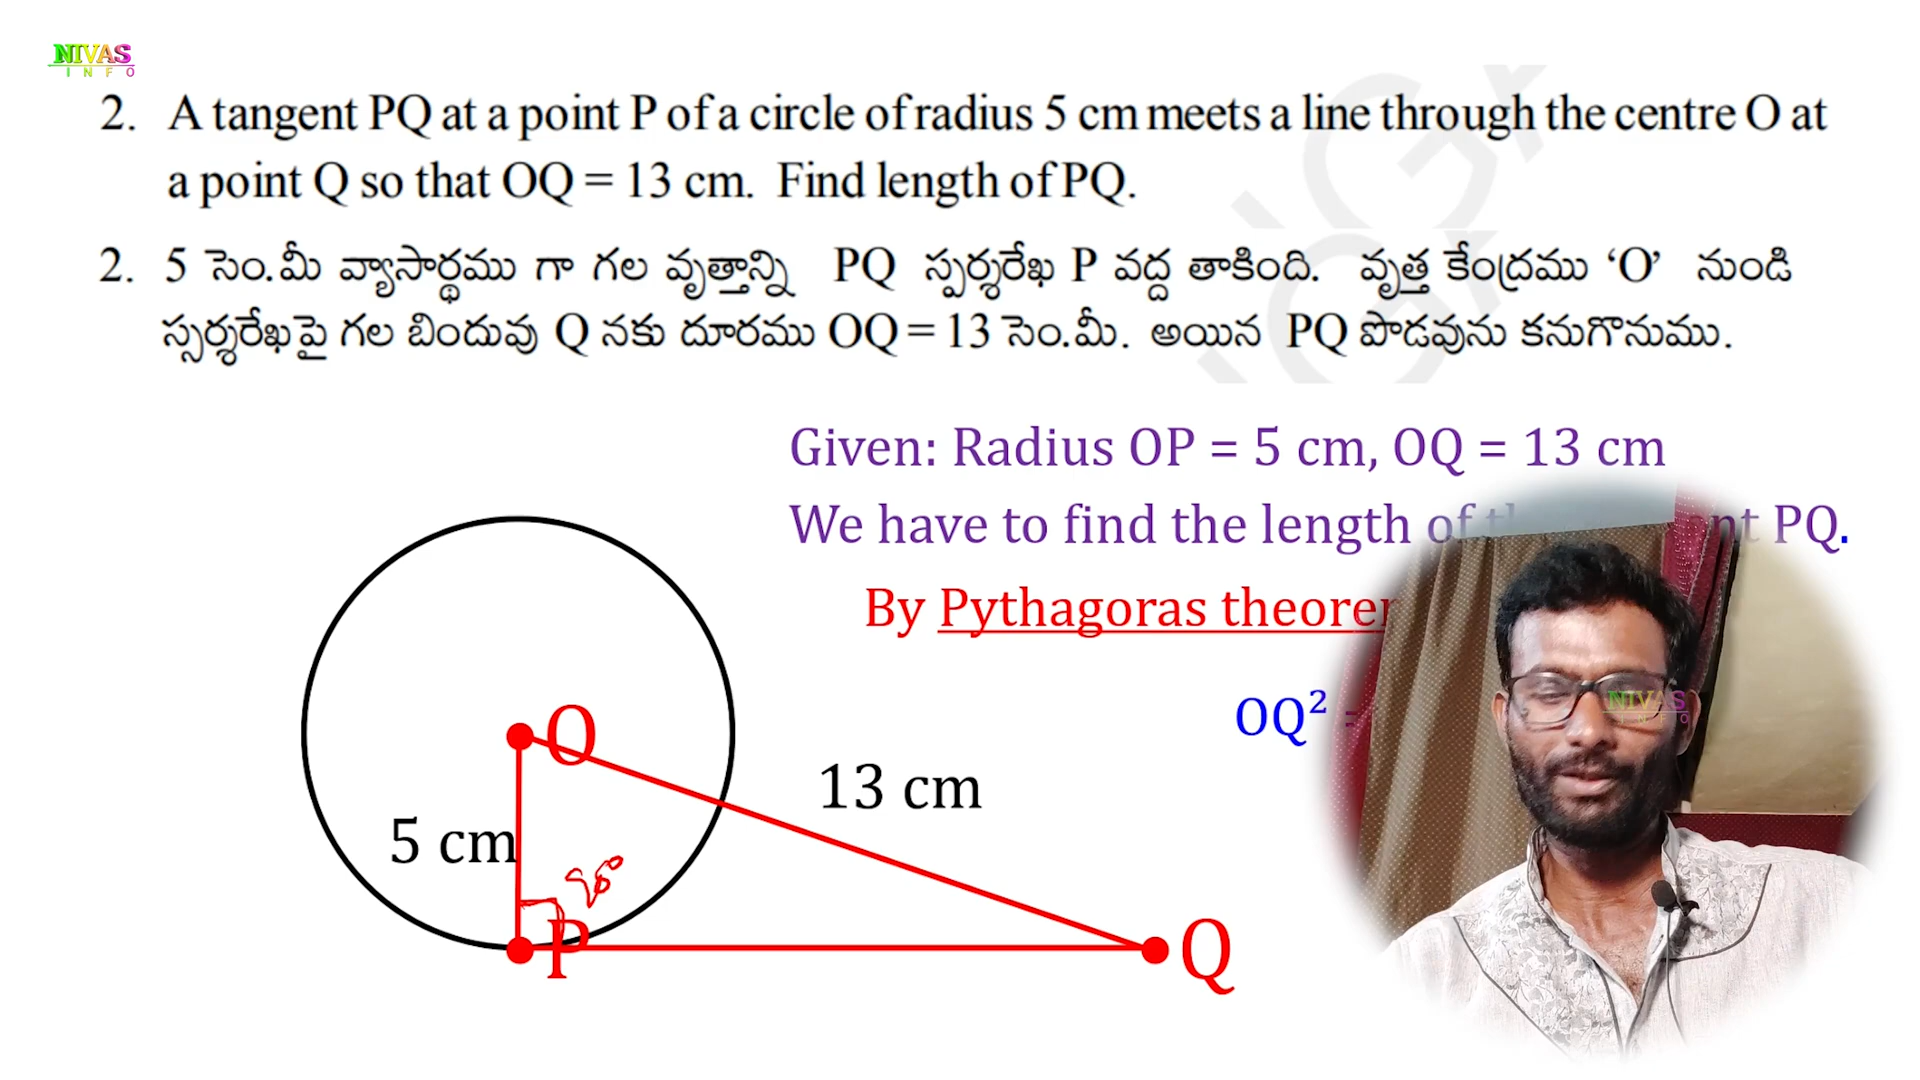 NIVAS
INFO
2. A tangent PQ at a point P of a circle of radius 5 cm meets a line through the centre O at
a point Q so that OQ = 13 cm. Find length of PQ.
2. 5 సెం.మీ వ్యాసార్థము గా గల వృత్తాన్ని PQ స్పర్శరేఖ P వద్ద తాకింది. వృత్త కేంద్రము ‘O’ నుండి
స్పర్శరేఖపై గల బిందువు Q నకు దూరము OQ = 13 సెం.మీ. అయిన PQ పొడవును కనుగొనుము.
Given: Radius OP = 5 cm, OQ = 13 cm
We have to find the length of PQ.
By Pythagoras
OQ² =
NIVAS
INFO
O
13 cm
5 cm
90°
P
Q